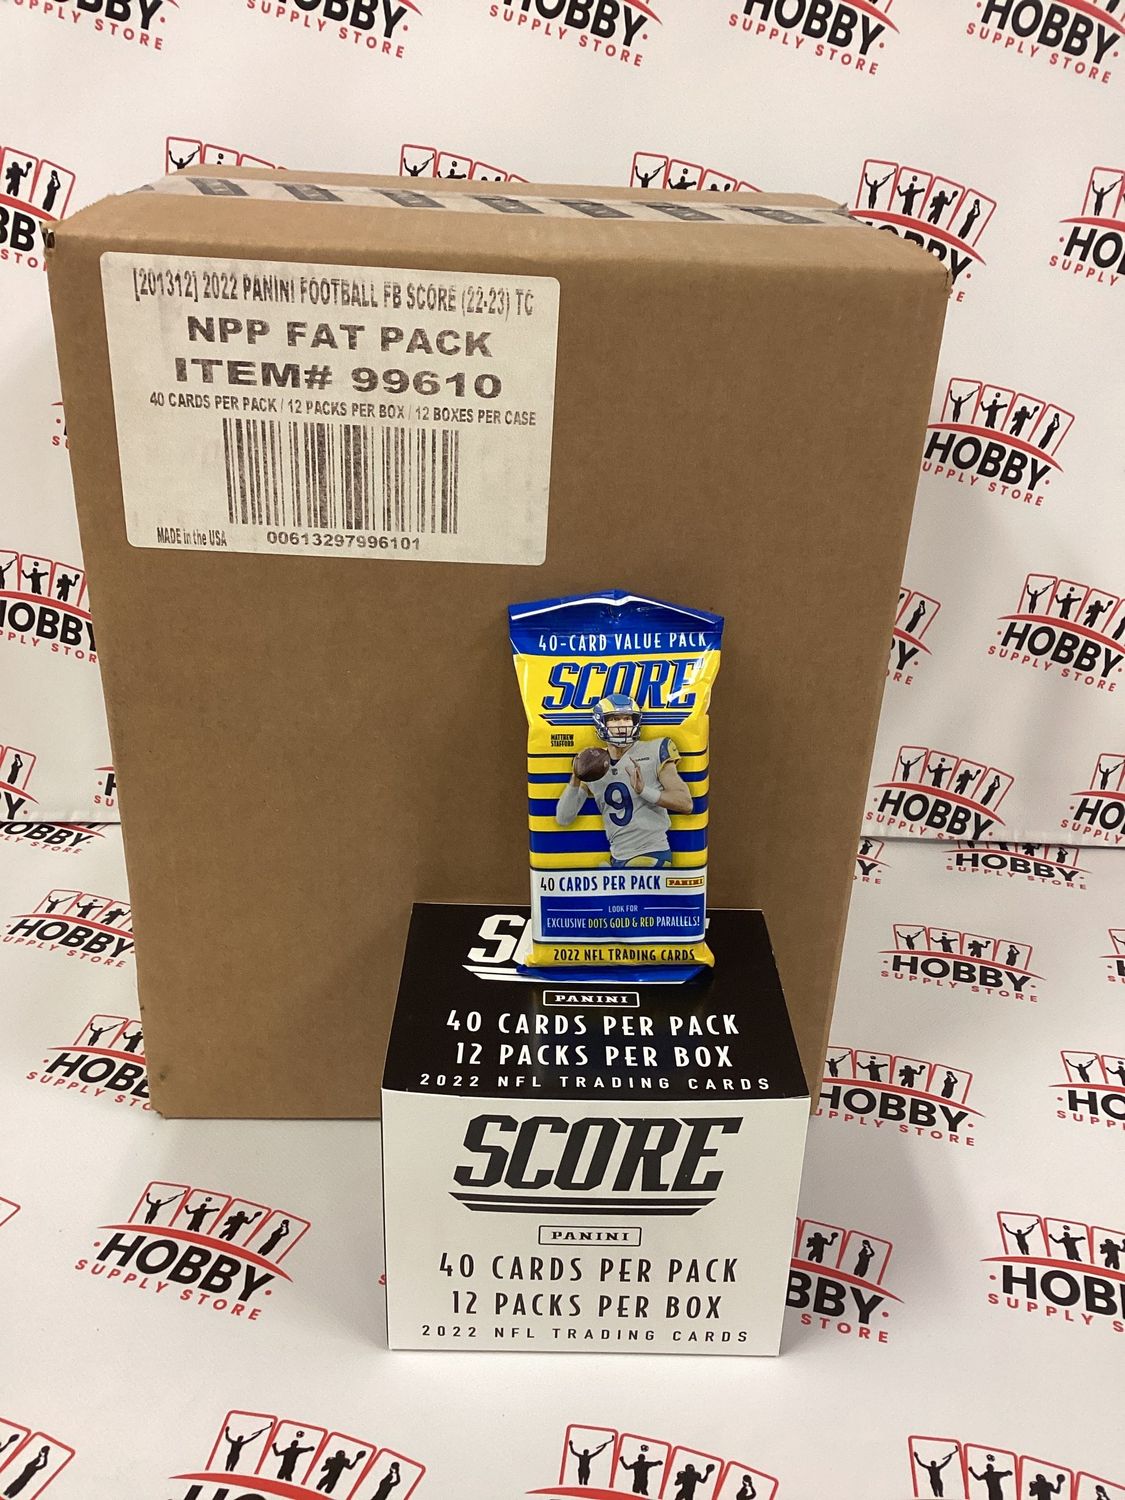 [201312] 2022 PANINI FOOTBALL FB SCORE (22-23) TC
NPP FAT PACK
ITEM# 99610
40 CARDS PER PACK / 12 PACKS PER BOX / 12 BOXES PER CASE
MADE in the USA
00613297996101
40-CARD VALUE PACK
SCORE
MATTHEW
STAFFORD
9
40 CARDS PER PACK PANINI
LOOK FOR
EXCLUSIVE DOTS GOLD & RED PARALLELS!
2022 NFL TRADING CARDS
PANINI
40 CARDS PER PACK
12 PACKS PER BOX
2022 NFL TRADING CARDS
SCORE
PANINI
40 CARDS PER PACK
12 PACKS PER BOX
2022 NFL TRADING CARDS
HOBBY
SUPPLY STORE